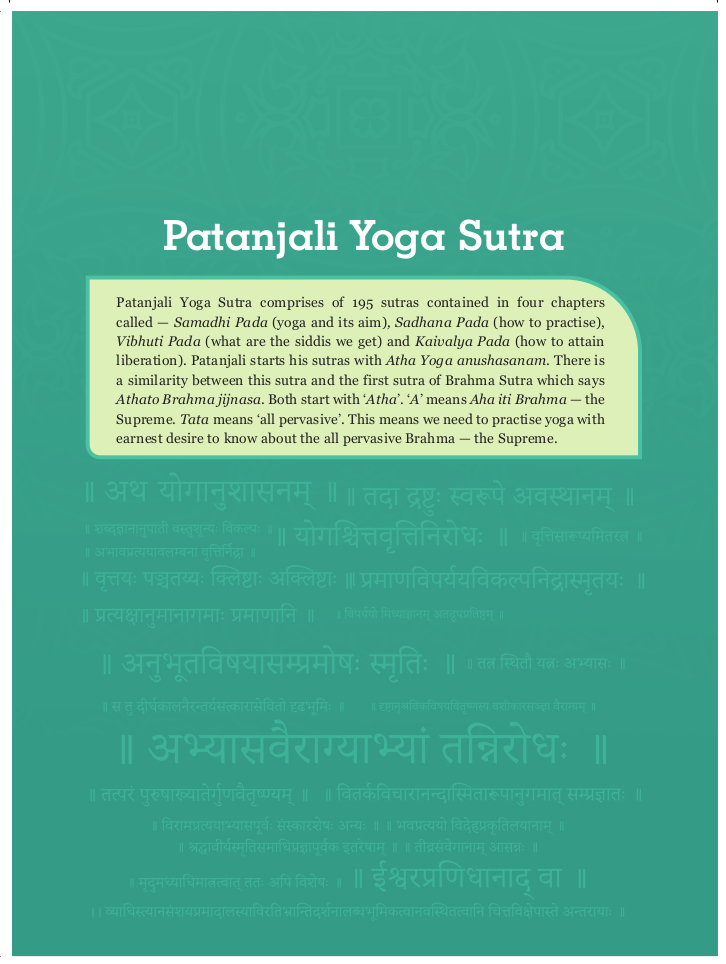 Patanjali Yoga Sutra
Patanjali Yoga Sutra comprises of 195 sutras contained in four chapters
called — Samadhi Pada (yoga and its aim), Sadhana Pada (how to practise),
Vibhuti Pada (what are the siddis we get) and Kaivalya Pada (how to attain
liberation). Patanjali starts his sutras with Atha Yoga anushasanam. There is
a similarity between this sutra and the first sutra of Brahma Sutra which says
Athato Brahma jijnasa. Both start with ‘Atha’. ‘A’ means Aha iti Brahma — the
Supreme. Tata means ‘all pervasive’. This means we need to practise yoga with
earnest desire to know about the all pervasive Brahma — the Supreme.
॥ अथ योगानुशासनम् ॥ ॥ तदा द्रष्टुः स्वरूपे अवस्थानम् ॥
॥ शब्दज्ञानानुपाती वस्तुशून्यः विकल्पः ॥ ॥ योगश्चित्तवृत्तिनिरोधः ॥ ॥ वृत्तिसारूप्यमितरत्र ॥
॥ अभावप्रत्ययावलम्बना वृत्तिर्निद्रा ॥
॥ वृत्तयः पञ्चतय्यः क्लिष्टाः अक्लिष्टाः ॥ ॥ प्रमाणविपर्ययविकल्पनिद्रास्मृतयः ॥
॥ प्रत्यक्षानुमानागमाः प्रमाणानि ॥ ॥ विपर्ययो मिथ्याज्ञानम् अतद्रूपप्रतिष्ठम् ॥
॥ अनुभूतविषयासम्प्रमोषः स्मृतिः ॥ ॥ तत्र स्थितौ यत्नः अभ्यासः ॥
॥ स तु दीर्घकालनैरन्तर्यसत्कारासेवितो दृढभूमिः ॥ ॥ दृष्टानुश्रविकविषयवितृष्णस्य वशीकारसञ्ज्ञा वैराग्यम् ॥
॥ अभ्यासवैराग्याभ्यां तन्निरोधः ॥
॥ तत्परं पुरुषाख्यातेर्गुणवैतृष्ण्यम् ॥ ॥ वितर्कविचारानन्दास्मितारूपानुगमात् सम्प्रज्ञातः ॥
॥ विरामप्रत्ययाभ्यासपुर्वः संस्कारशेषः अन्यः ॥ ॥ भवप्रत्ययो विदेहप्रकृतिलयानाम् ॥
॥ श्रद्धावीर्यस्मृतिसमाधिप्रज्ञापूर्वक इतरेषाम् ॥ ॥ तीव्रसंवेगानाम् आसन्नः ॥
॥ मृदुमध्याधिमात्रत्वात् ततः अपि विशेषः ॥ ॥ ईश्वरप्रणिधानाद् वा ॥
।। व्याधिस्त्यानसंशयप्रमादालस्याविरतिभ्रान्तिदर्शनालब्धभूमिकत्वानवस्थितत्वानि चित्तविक्षेपास्ते अन्तरायाः ॥